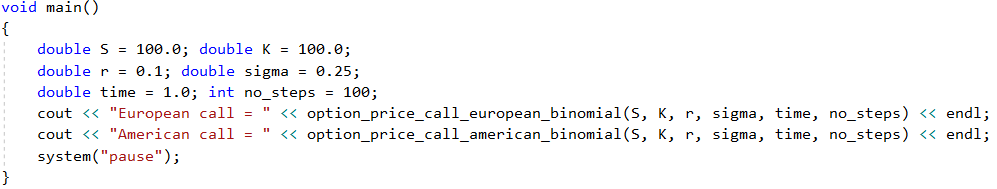 void main()
{
    double S = 100.0; double K = 100.0;
    double r = 0.1; double sigma = 0.25;
    double time = 1.0; int no_steps = 100;
    cout << "European call = " << option_price_call_european_binomial(S, K, r, sigma, time, no_steps) << endl;
    cout << "American call = " << option_price_call_american_binomial(S, K, r, sigma, time, no_steps) << endl;
    system("pause");
}